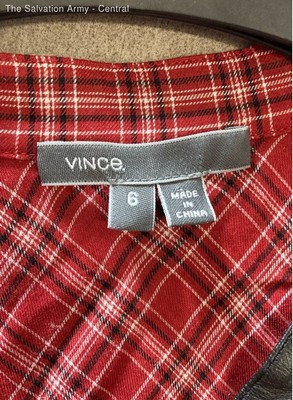 The Salvation Army - Central
VINCE.
6
MADE
IN
CHINA